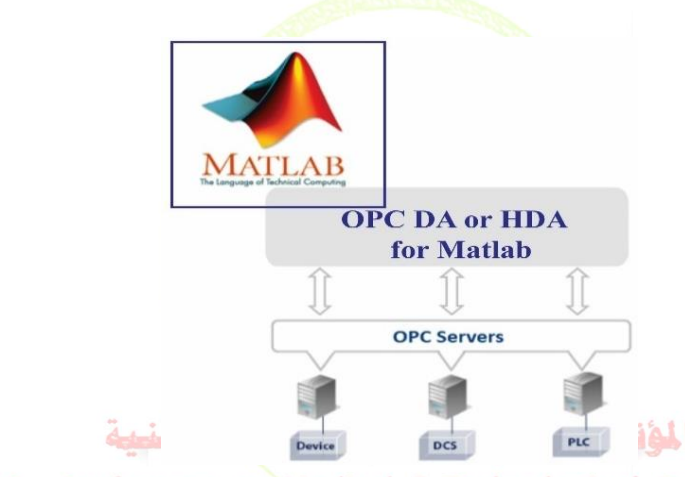 MATLAB
The Language of Technical Computing
OPC DA or HDA
for Matlab
OPC Servers
Device
DCS
PLC